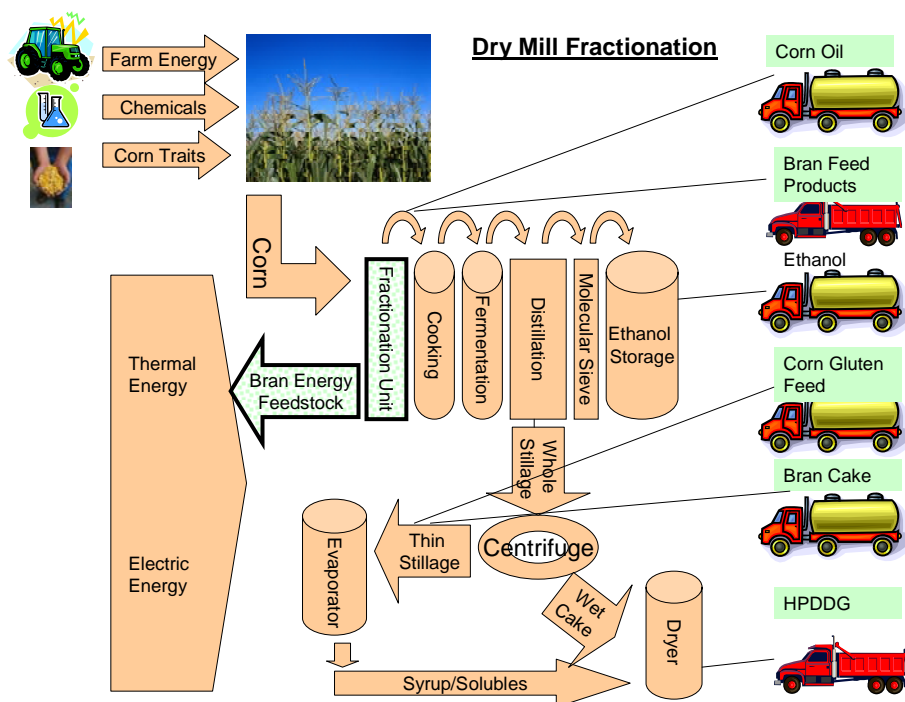 Dry Mill Fractionation
Farm Energy
Chemicals
Corn Traits
Corn Oil
Bran Feed
Products
Ethanol
Corn
Fractionation Unit
Cooking
Fermentation
Distillation
Molecular Sieve
Ethanol
Storage
Thermal
Energy
Bran Energy
Feedstock
Corn Gluten
Feed
Whole
Stillage
Bran Cake
Electric
Energy
Evaporator
Thin
Stillage
Centrifuge
Wet
Cake
Dryer
HPDDG
Syrup/Solubles